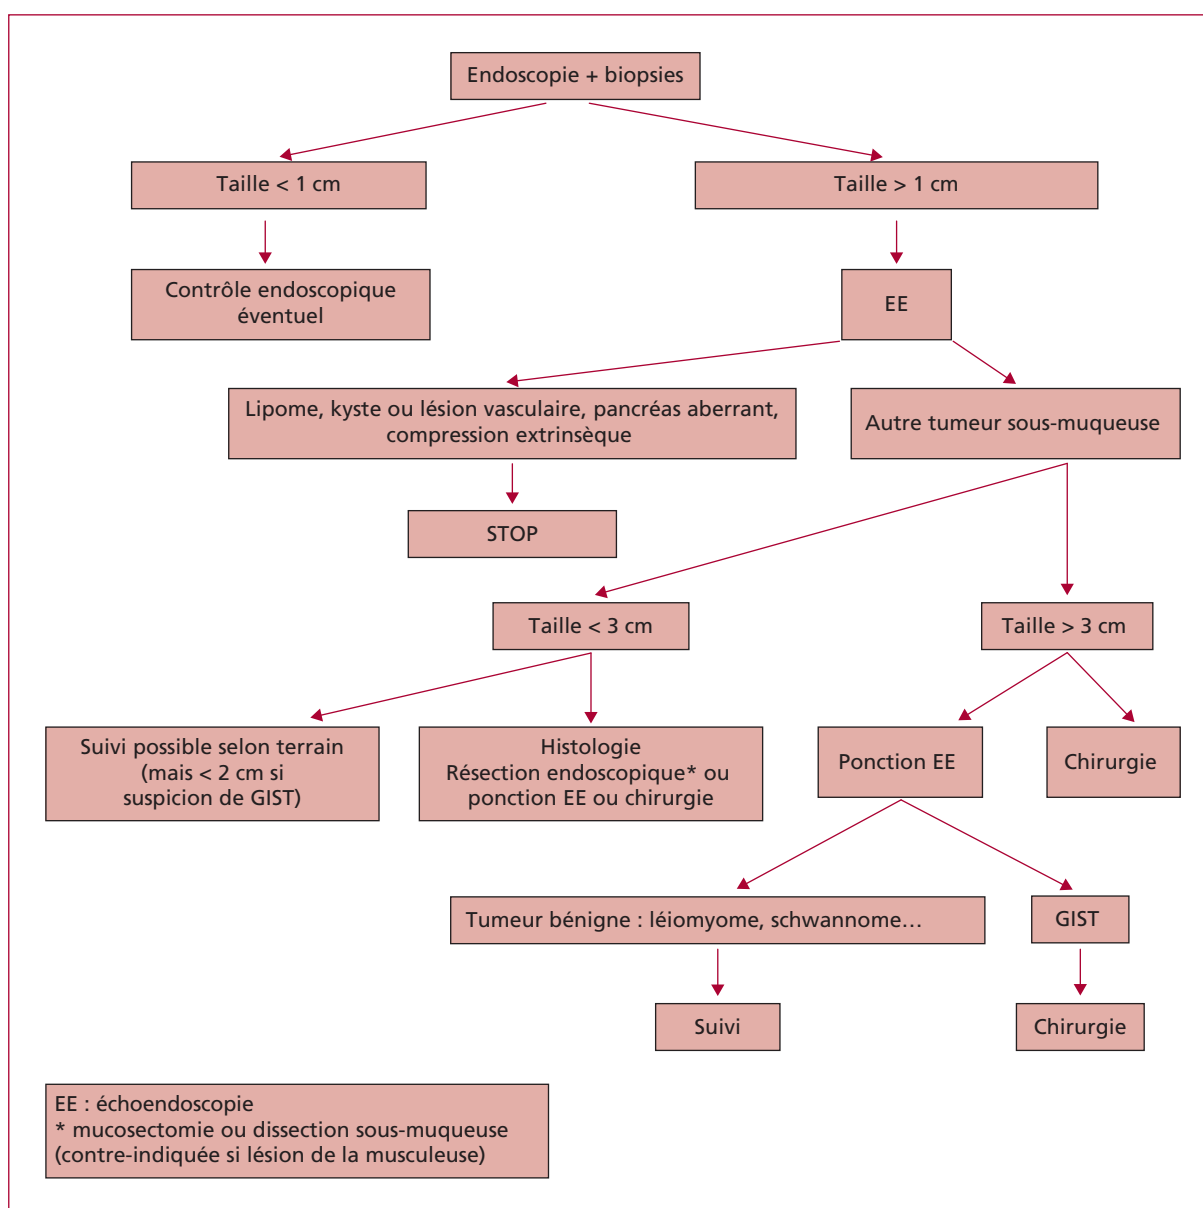 Endoscopie + biopsies
Taille < 1 cm
Taille > 1 cm
Contrôle endoscopique
éventuel
EE
Lipome, kyste ou lésion vasculaire, pancréas aberrant,
compression extrinsèque
Autre tumeur sous-muqueuse
STOP
Taille < 3 cm
Taille > 3 cm
Suivi possible selon terrain
(mais < 2 cm si
suspicion de GIST)
Histologie
Résection endoscopique* ou
ponction EE ou chirurgie
Ponction EE
Chirurgie
Tumeur bénigne : léiomyome, schwannome…
GIST
Suivi
Chirurgie
EE : échoendoscopie
* mucosectomie ou dissection sous-muqueuse
(contre-indiquée si lésion de la musculeuse)